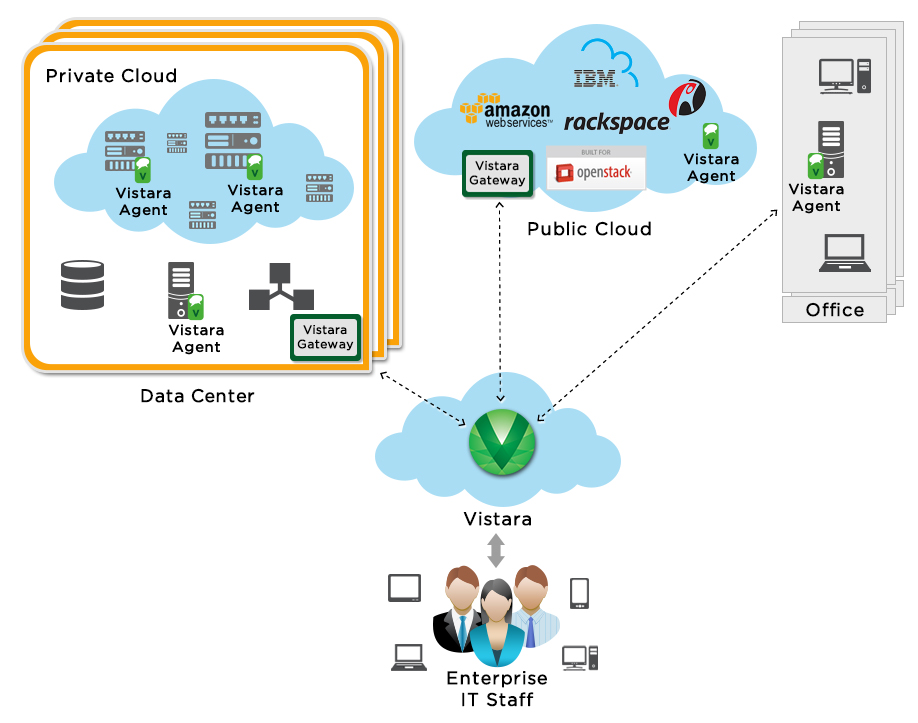 Private Cloud
Vistara
Agent
Vistara
Agent
Vistara
Agent
Vistara
Gateway
Data Center
IBM
amazon
webservices™
rackspace
Vistara
Gateway
BUILT FOR
openstack
Vistara
Agent
Public Cloud
Vistara
Agent
Office
Vistara
Enterprise
IT Staff